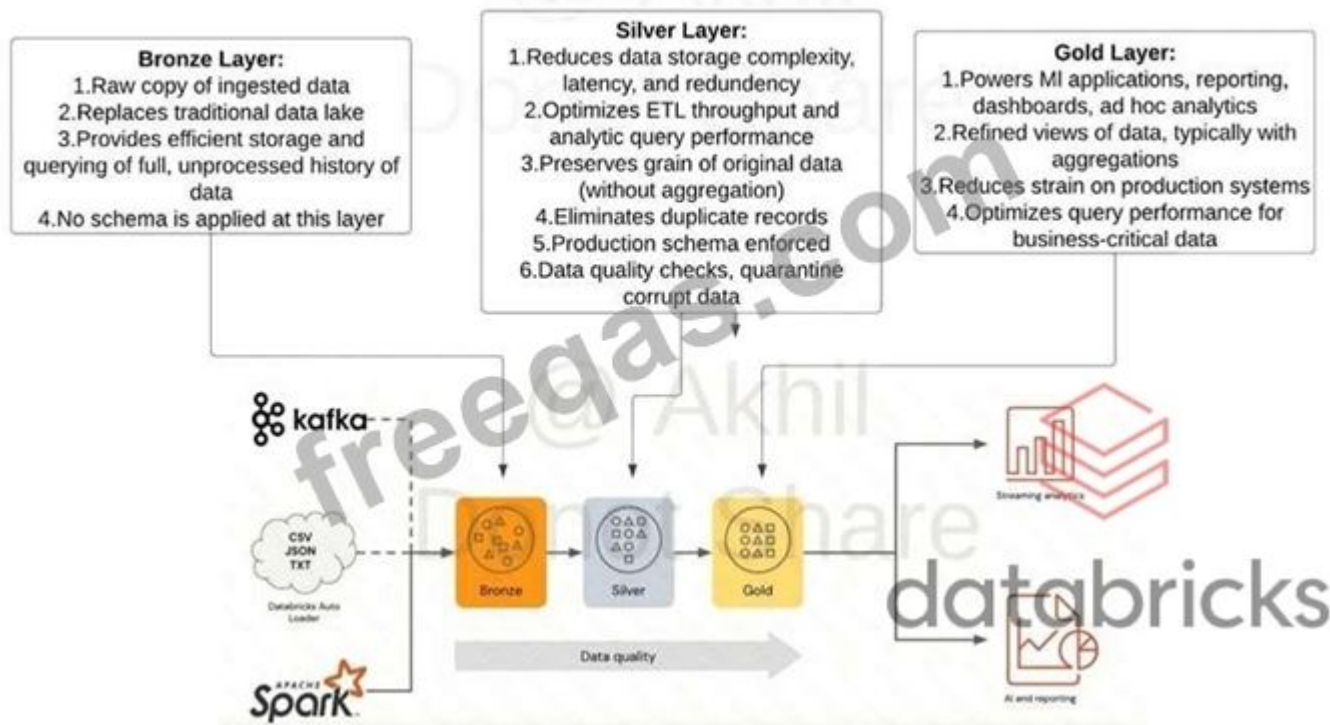 Bronze Layer:
1.Raw copy of ingested data
2.Replaces traditional data lake
3.Provides efficient storage and
querying of full, unprocessed history of
data
4.No schema is applied at this layer
Silver Layer:
1.Reduces data storage complexity,
latency, and redundency
2.Optimizes ETL throughput and
analytic query performance
3.Preserves grain of original data
(without aggregation)
4.Eliminates duplicate records
5.Production schema enforced
6.Data quality checks, quarantine
corrupt data
Gold Layer:
1.Powers Ml applications, reporting,
dashboards, ad hoc analytics
2.Refined views of data, typically with
aggregations
3.Reduces strain on production systems
4.Optimizes query performance for
business-critical data
freeqas.com
@ Akhil
Do not Share
kafka
CSV
JSON
TXT
Databricks Auto
Loader
APACHE
Spark
Bronze
Silver
Gold
Data quality
Streaming analytics
databricks
AI and reporting